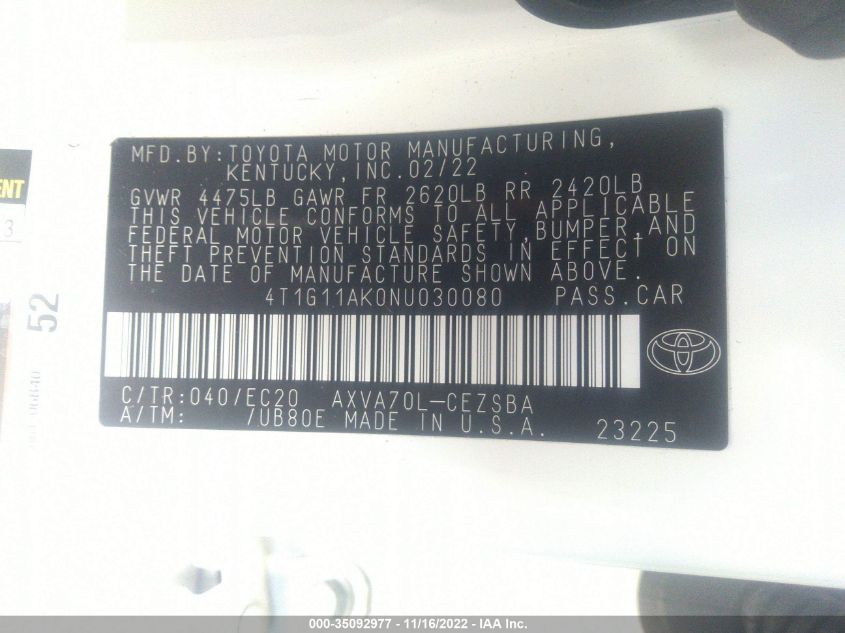 MFD.BY:TOYOTA MOTOR MANUFACTURING,
KENTUCKY,INC.02/22
GVWR 4475LB GAWR FR 2620LB RR 2420LB
THIS VEHICLE CONFORMS TO ALL APPLICABLE
FEDERAL MOTOR VEHICLE SAFETY,BUMPER,AND
THEFT PREVENTION STANDARDS IN EFFECT ON
THE DATE OF MANUFACTURE SHOWN ABOVE.
4T1G11AK0NU030080 PASS.CAR
C/TR:040/EC20 AXVA70L-CEZSBA
A/TM: /UB80E MADE IN U.S.A. 23225
52
3
000-35092977 - 11/16/2022 - IAA Inc.